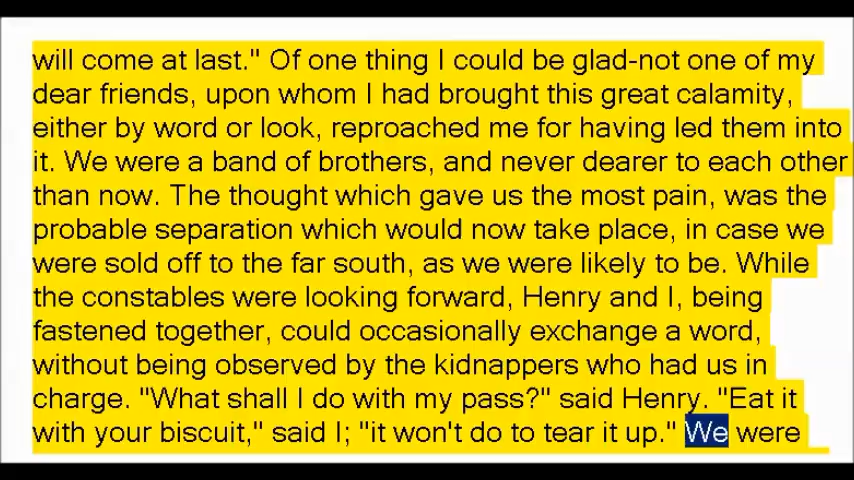 will come at last." Of one thing I could be glad-not one of my
dear friends, upon whom I had brought this great calamity,
either by word or look, reproached me for having led them into
it. We were a band of brothers, and never dearer to each other
than now. The thought which gave us the most pain, was the
probable separation which would now take place, in case we
were sold off to the far south, as we were likely to be. While
the constables were looking forward, Henry and I, being
fastened together, could occasionally exchange a word,
without being observed by the kidnappers who had us in
charge. "What shall I do with my pass?" said Henry. "Eat it
with your biscuit," said I; "it won't do to tear it up." We were